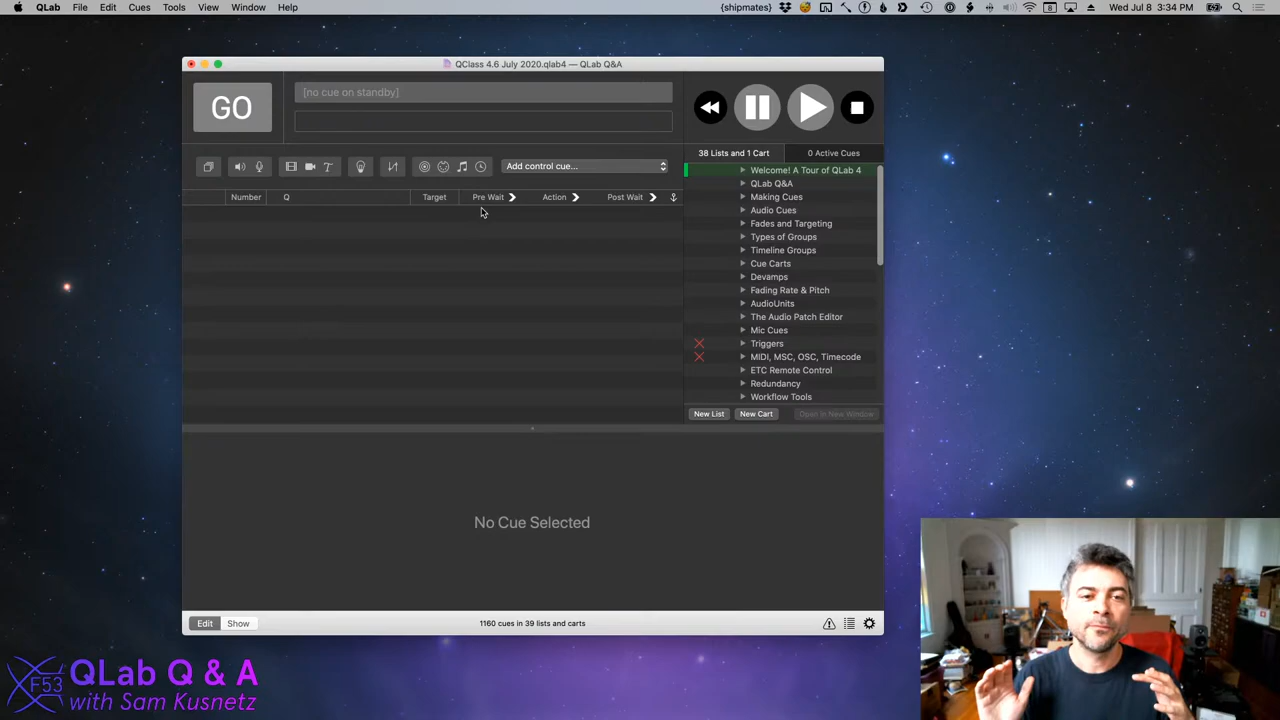 QLab File Edit Cues Tools View Window Help {shipmates} 8 Wed Jul 8 3:34 PM
QClass 4.6 July 2020.qlab4 — QLab Q&A
GO
[no cue on standby]
38 Lists and 1 Cart 0 Active Cues
T Add control cue...
Number Q Target Pre Wait Action Post Wait
Welcome! A Tour of QLab 4
QLab Q&A
Making Cues
Audio Cues
Fades and Targeting
Types of Groups
Timeline Groups
Cue Carts
Devamps
Fading Rate & Pitch
AudioUnits
The Audio Patch Editor
Mic Cues
Triggers
MIDI, MSC, OSC, Timecode
ETC Remote Control
Redundancy
Workflow Tools
New List New Cart Open in New Window
No Cue Selected
Edit Show 1160 cues in 39 lists and carts
F53
QLab Q & A
with Sam Kusnetz